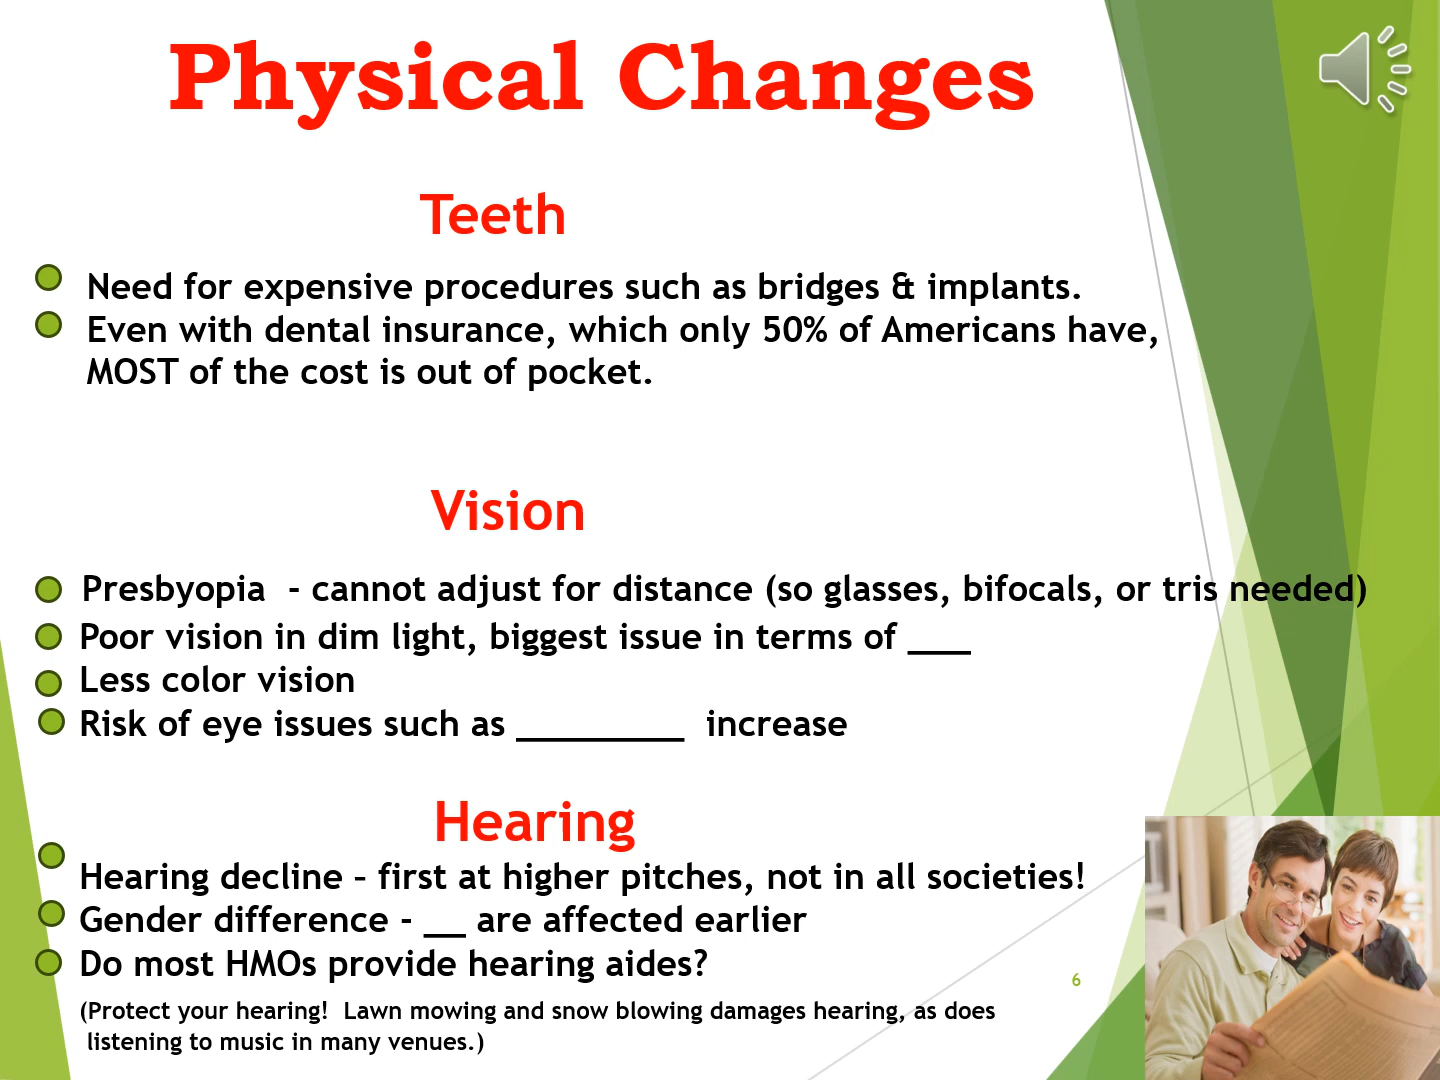 Physical Changes
Teeth
Need for expensive procedures such as bridges & implants.
Even with dental insurance, which only 50% of Americans have,
MOST of the cost is out of pocket.
Vision
Presbyopia  - cannot adjust for distance (so glasses, bifocals, or tris needed)
Poor vision in dim light, biggest issue in terms of ___
Less color vision
Risk of eye issues such as ________  increase
Hearing
Hearing decline – first at higher pitches, not in all societies!
Gender difference - __ are affected earlier
Do most HMOs provide hearing aides?
(Protect your hearing!  Lawn mowing and snow blowing damages hearing, as does
listening to music in many venues.)
6